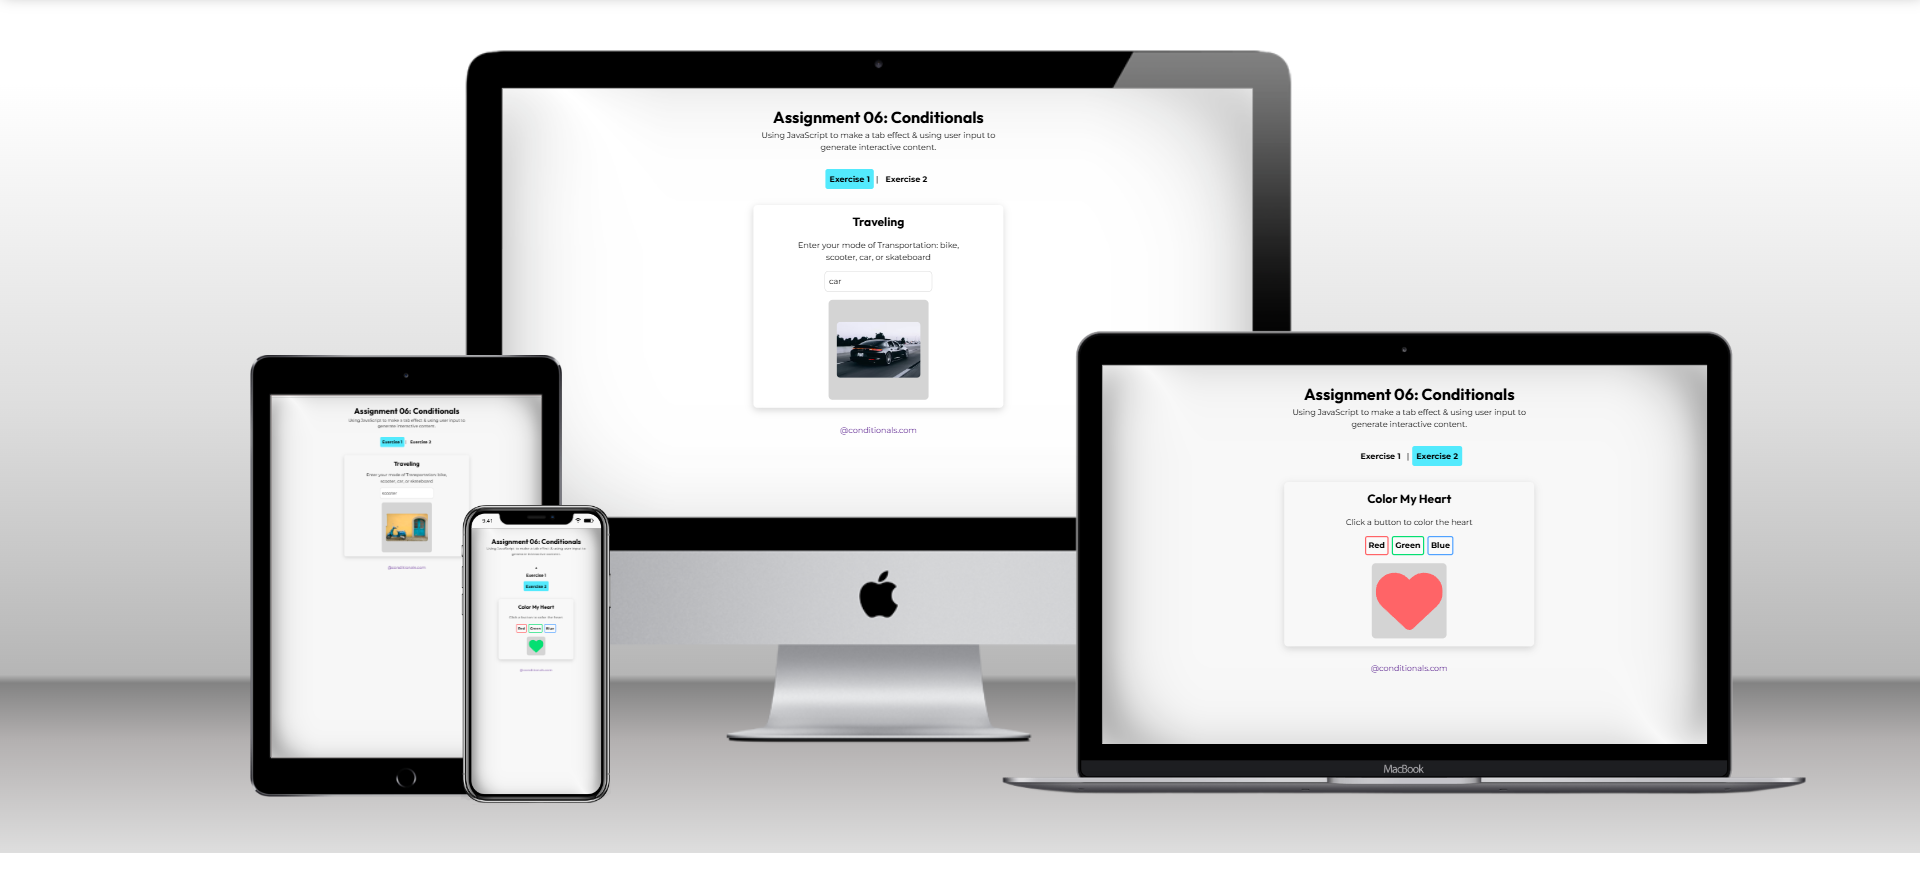 Assignment 06: Conditionals
Using JavaScript to make a tab effect & using user input to
generate interactive content.
Exercise 1 | Exercise 2
Traveling
Enter your mode of Transportation: bike,
scooter, car, or skateboard
car
@conditionals.com
Assignment 06: Conditionals
Using JavaScript to make a tab effect & using user input to
generate interactive content.
Exercise 1 | Exercise 2
Traveling
Enter your mode of Transportation: bike,
scooter, car, or skateboard
scooter
@conditionals.com
9:41
Assignment 06: Conditionals
Using JavaScript to make a tab effect & using user input to
generate interactive content.
Exercise 1
Exercise 2
Color My Heart
Click a button to color the heart
Red Green Blue
@conditionals.com
Assignment 06: Conditionals
Using JavaScript to make a tab effect & using user input to
generate interactive content.
Exercise 1 | Exercise 2
Color My Heart
Click a button to color the heart
Red Green Blue
@conditionals.com
MacBook